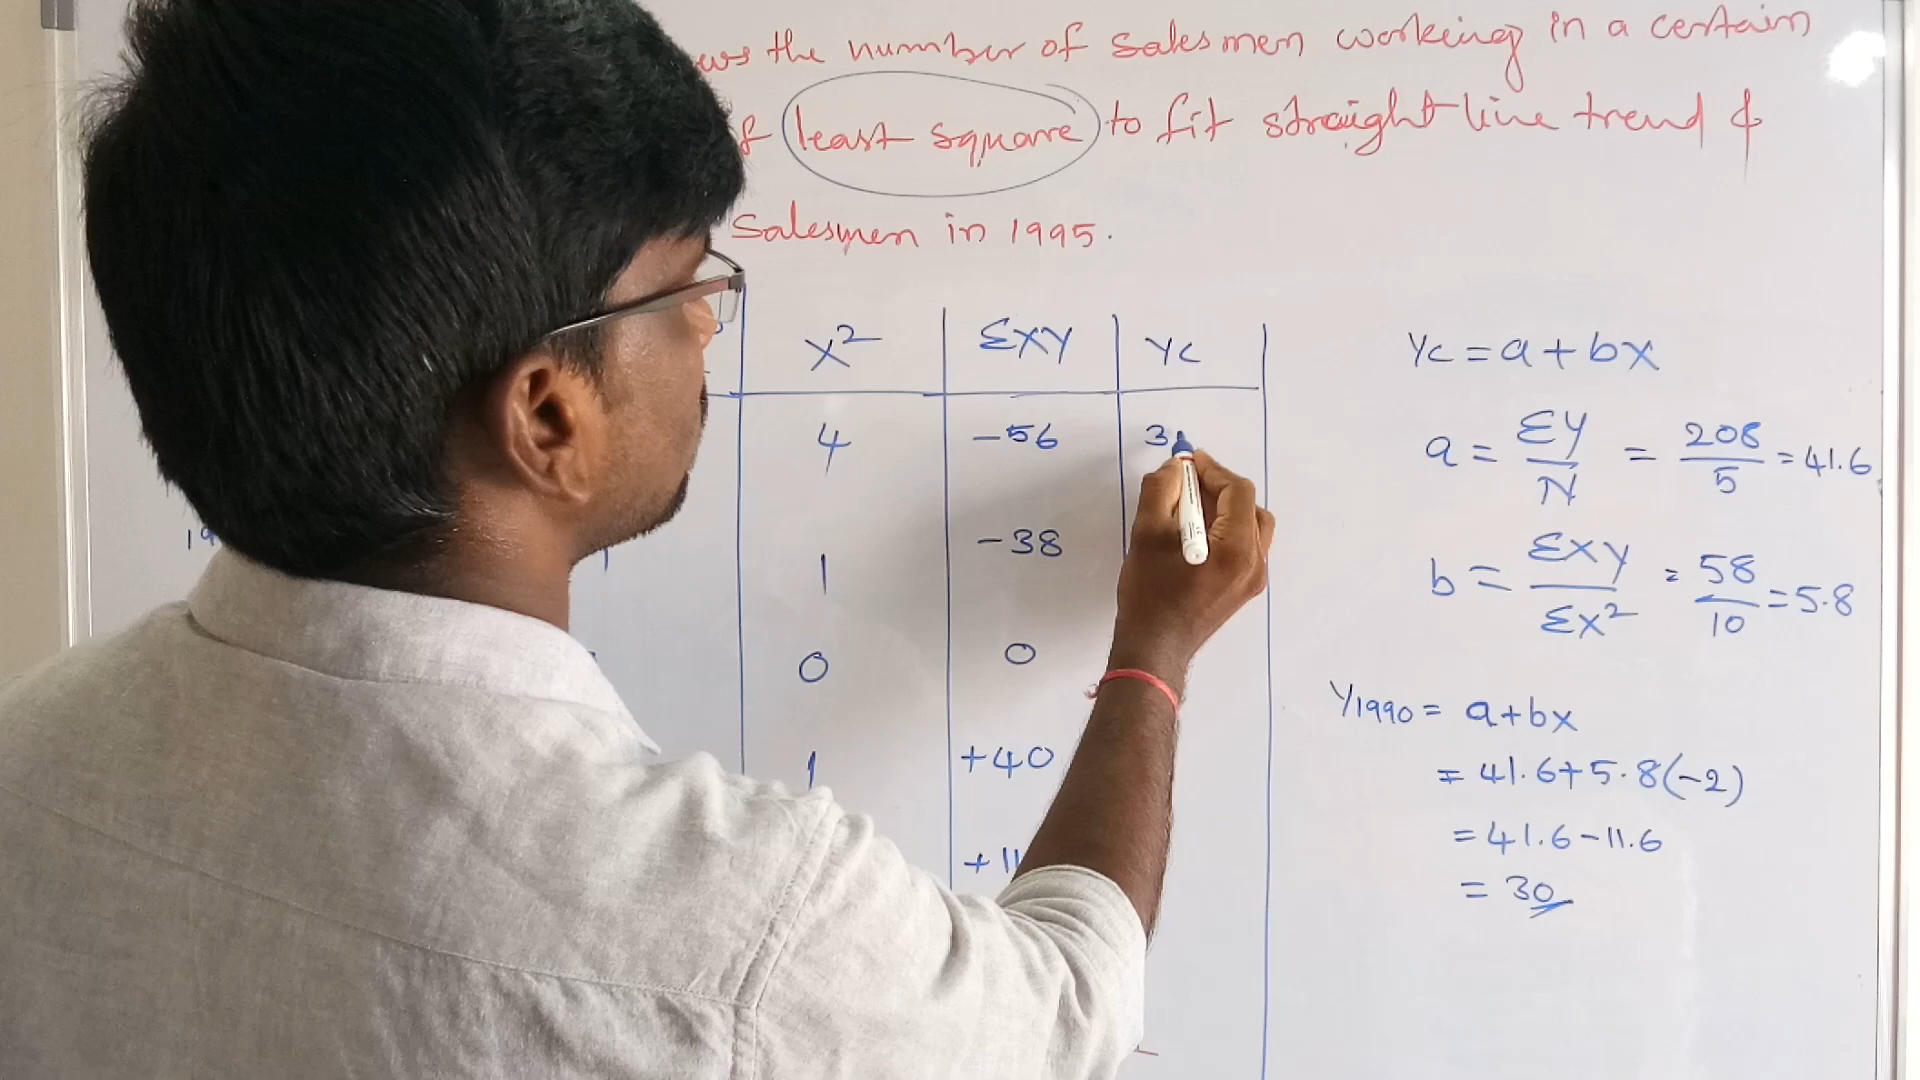 the number of salesmen working in a certain
least square to fit straight line trend &
Salesmen in 1995.
X² ΣXY Yc
4 -56 3
1 -38
0 0
1 +40
Yc = a + bx
a = ΣY/N = 208/5 = 41.6
b = ΣXY/ΣX² = 58/10 = 5.8
Y1990 = a+bx
= 41.6+5.8(-2)
= 41.6-11.6
= 30